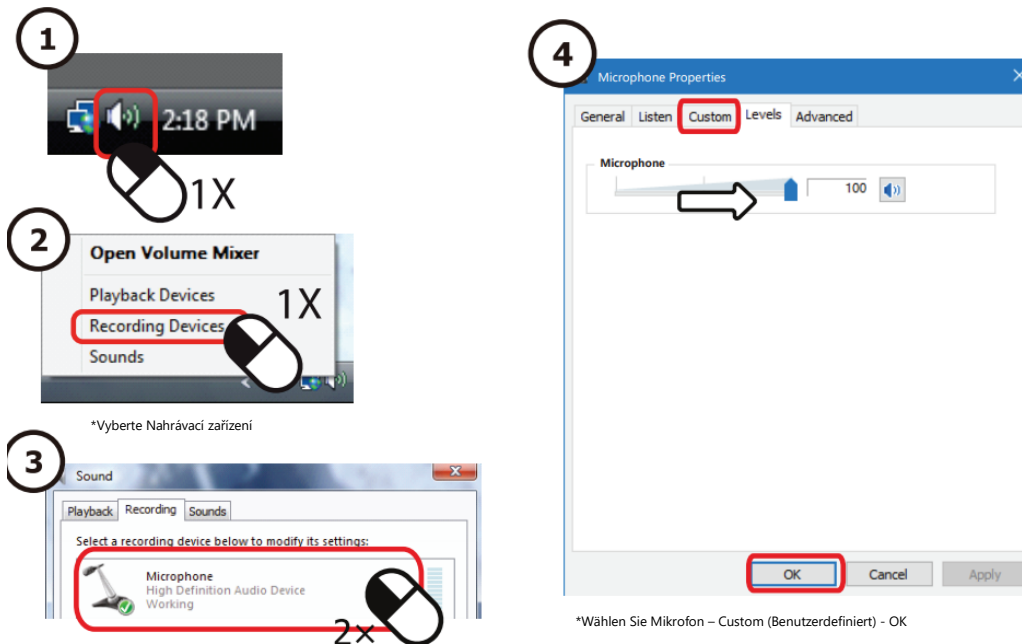 1
2:18 PM
1X
2
Open Volume Mixer
Playback Devices
1X
Recording Devices
Sounds
*Vyberte Nahrávací zařízení
3
Sound
Playback Recording Sounds
Select a recording device below to modify its settings:
Microphone
High Definition Audio Device
Working
2×
4
Microphone Properties
General Listen Custom Levels Advanced
Microphone
100
OK Cancel Apply
*Wählen Sie Mikrofon – Custom (Benutzerdefiniert) - OK